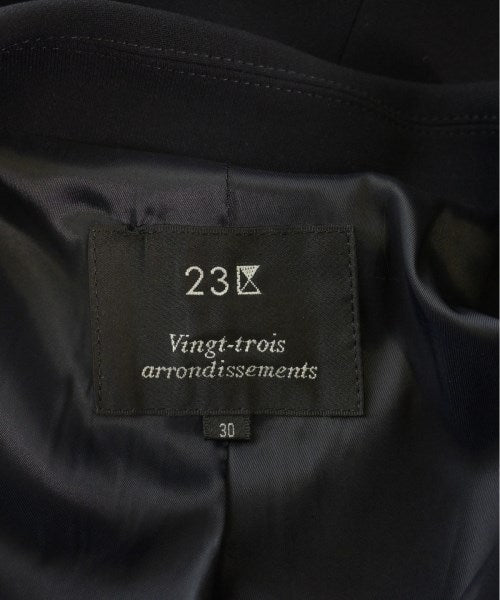 23区
Vingt-trois
arrondissements
30